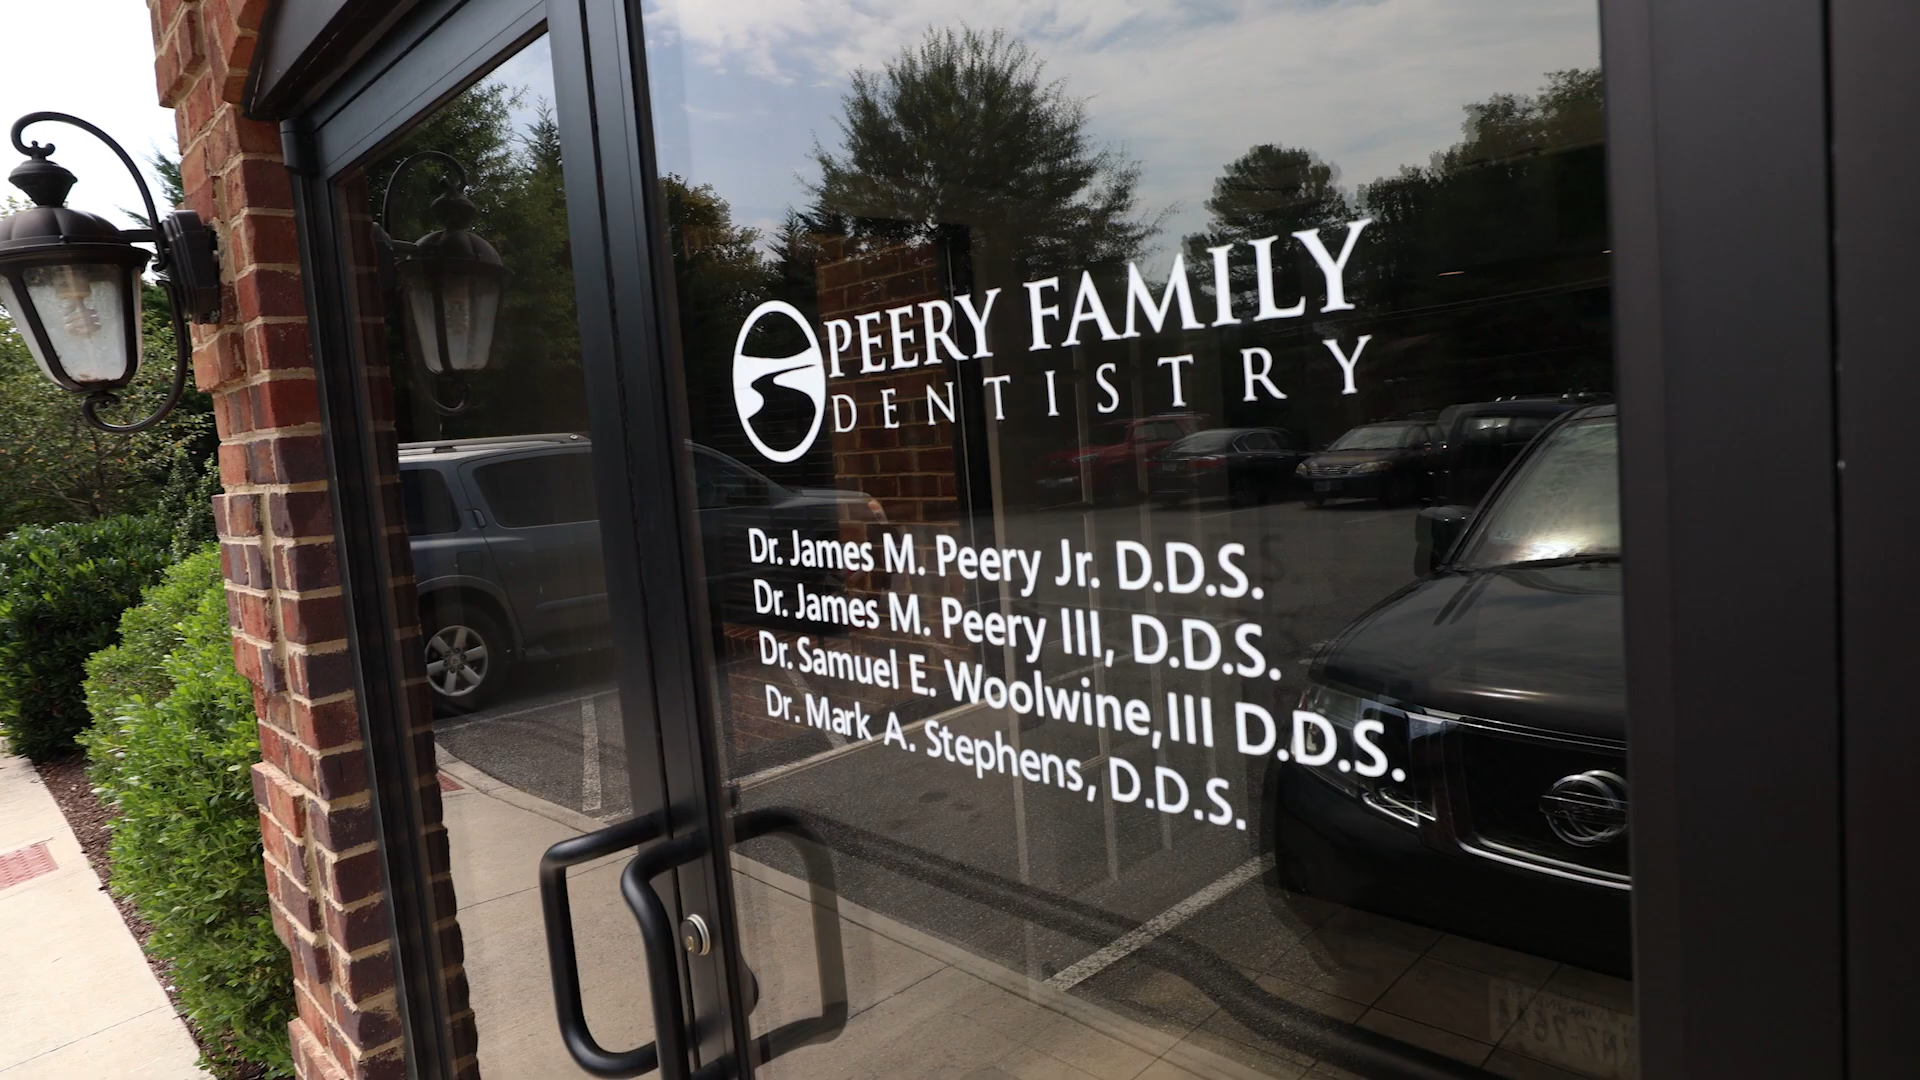 PEERY FAMILY
DENTISTRY
Dr. James M. Peery Jr. D.D.S.
Dr. James M. Peery III, D.D.S.
Dr. Samuel E. Woolwine,III D.D.S.
Dr. Mark A. Stephens, D.D.S.